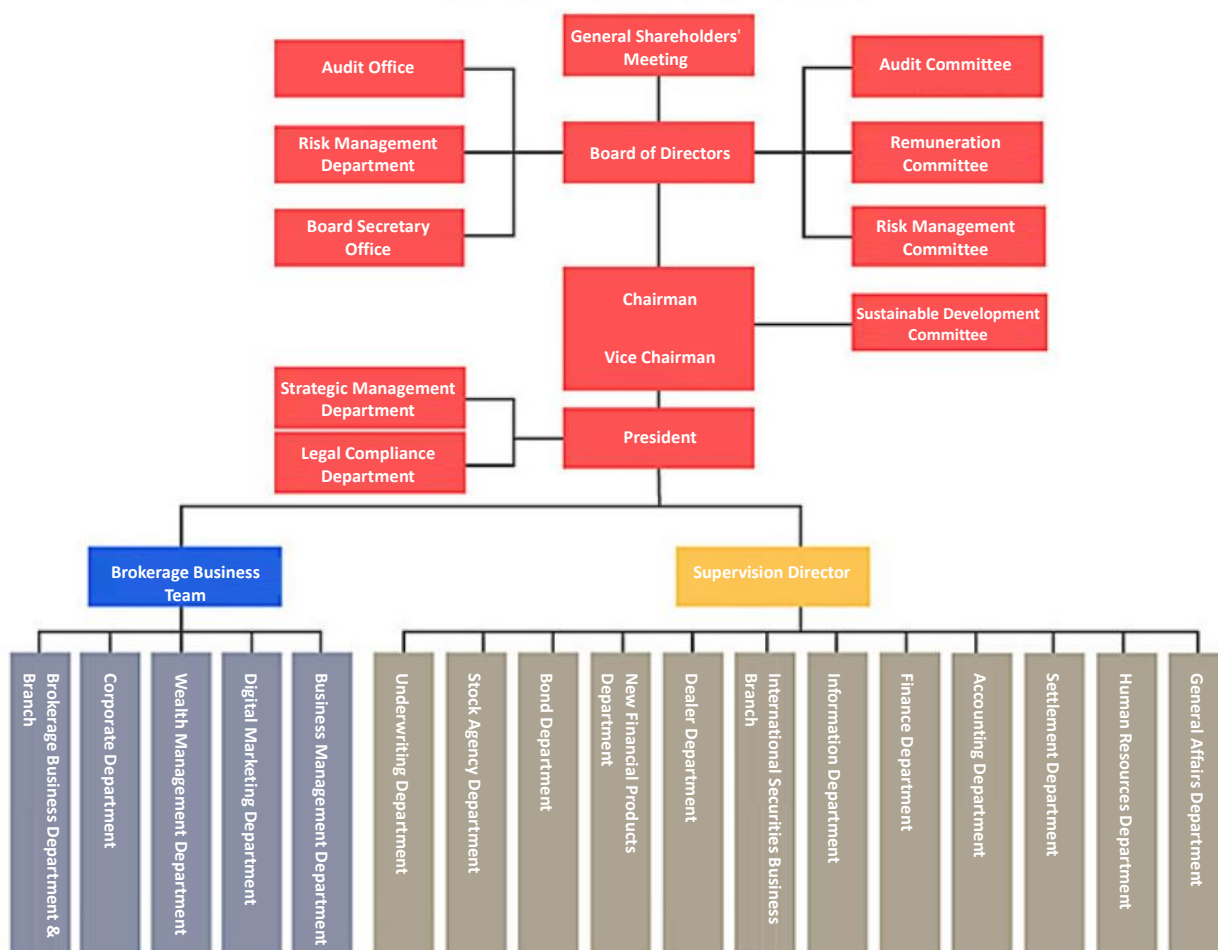 General Shareholders'
Meeting
Audit Office
Audit Committee
Risk Management
Department
Board of Directors
Remuneration
Committee
Board Secretary
Office
Risk Management
Committee
Chairman
Vice Chairman
Sustainable Development
Committee
Strategic Management
Department
President
Legal Compliance
Department
Brokerage Business
Team
Supervision Director
Brokerage Business Department &
Branch
Corporate Department
Wealth Management Department
Digital Marketing Department
Business Management Department
Underwriting Department
Stock Agency Department
Bond Department
New Financial Products
Department
Dealer Department
International Securities Business
Branch
Information Department
Finance Department
Accounting Department
Settlement Department
Human Resources Department
General Affairs Department